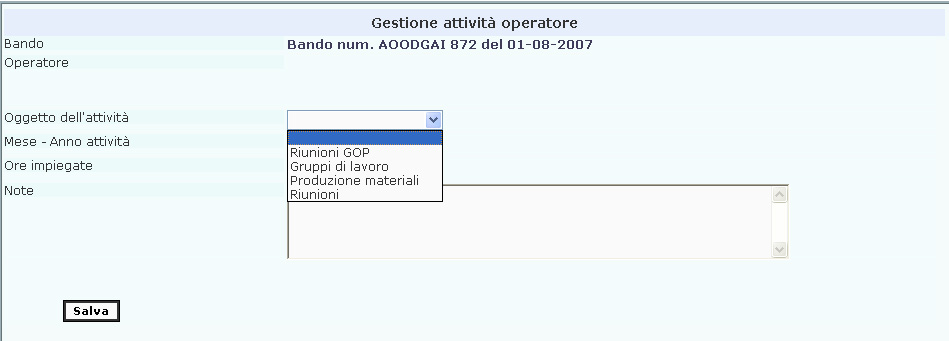 Gestione attività operatore
Bando Bando num. AOODGAI 872 del 01-08-2007
Operatore
Oggetto dell'attività
Mese - Anno attività
Riunioni GOP
Ore impiegate Gruppi di lavoro
Produzione materiali
Note Riunioni
Salva